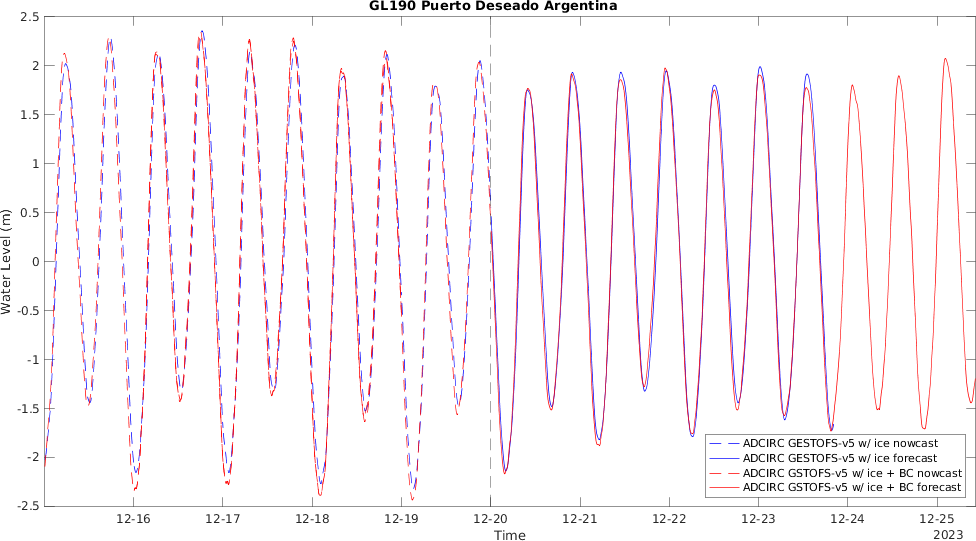 GL190 Puerto Deseado Argentina
2.5
2
1.5
1
0.5
0
-0.5
-1
-1.5
-2
-2.5
Water Level (m)
ADCIRC GESTOFS-v5 w/ ice nowcast
ADCIRC GESTOFS-v5 w/ ice forecast
ADCIRC GSTOFS-v5 w/ ice + BC nowcast
ADCIRC GSTOFS-v5 w/ ice + BC forecast
12-16 12-17 12-18 12-19 12-20 12-21 12-22 12-23 12-24 12-25
Time
2023